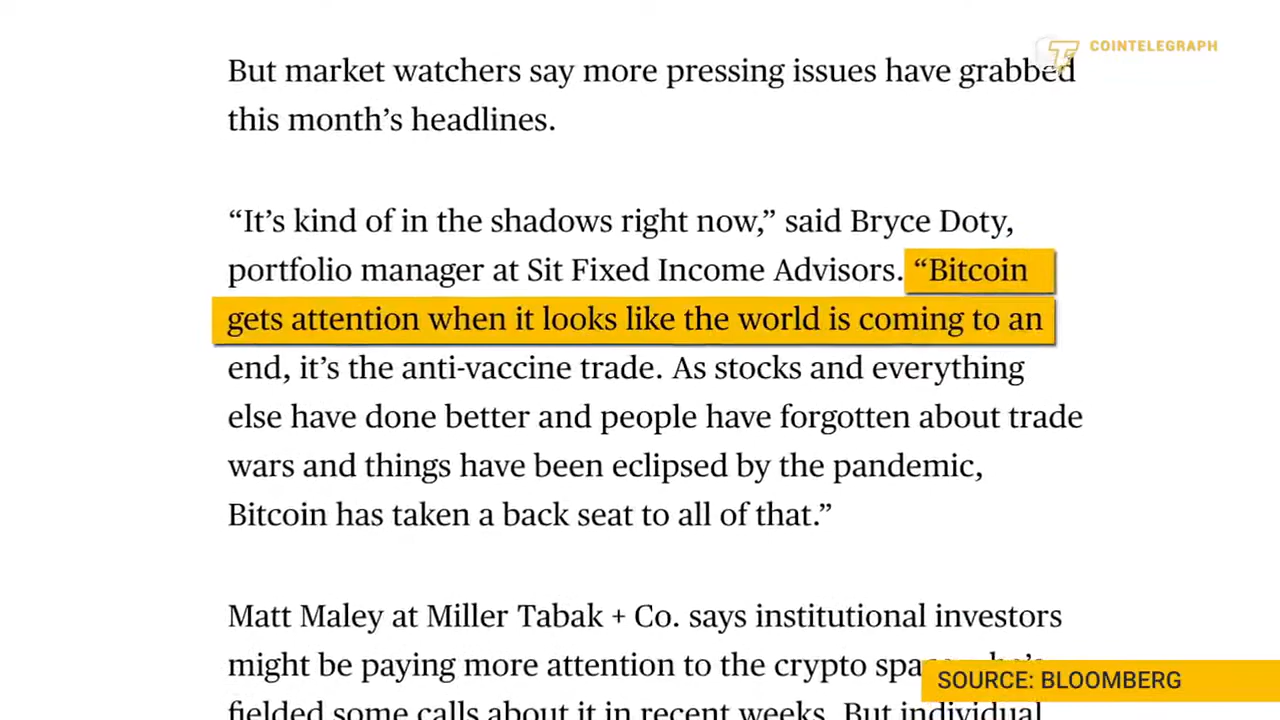 COINTELEGRAPH
But market watchers say more pressing issues have grabbed
this month’s headlines.
“It’s kind of in the shadows right now,” said Bryce Doty,
portfolio manager at Sit Fixed Income Advisors. “Bitcoin
gets attention when it looks like the world is coming to an
end, it’s the anti-vaccine trade. As stocks and everything
else have done better and people have forgotten about trade
wars and things have been eclipsed by the pandemic,
Bitcoin has taken a back seat to all of that.”
Matt Maley at Miller Tabak + Co. says institutional investors
might be paying more attention to the crypto
SOURCE: BLOOMBERG
fielded some calls about it in recent weeks. But individual